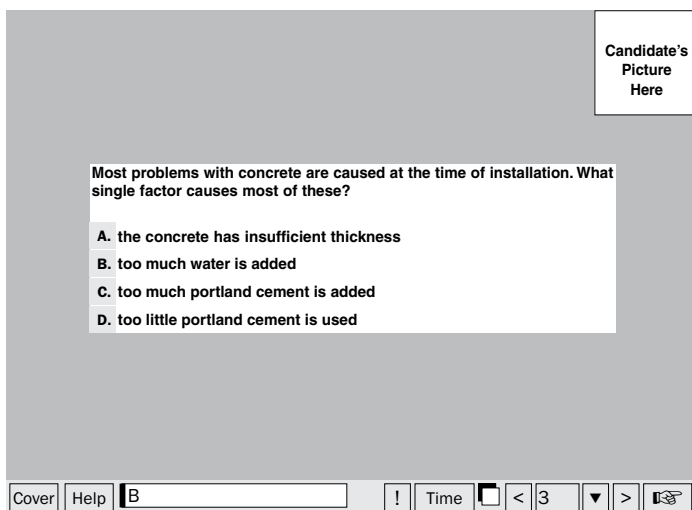 Candidate's
Picture
Here
Most problems with concrete are caused at the time of installation. What
single factor causes most of these?
A. the concrete has insufficient thickness
B. too much water is added
C. too much portland cement is added
D. too little portland cement is used
Cover Help B ! Time < 3 ▼ > ☞